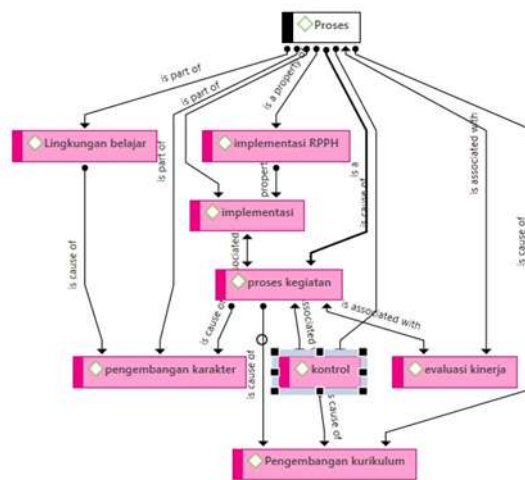 Proses
is part of
is part of
is a property of
is a
is cause of
is associated with
is cause of
is part of
Lingkungan belajar
implementasi RPPH
propert
implementasi
sociated
is cause of
proses kegiatan
is cause of
is cause of
associated
is associated with
pengembangan karakter
kontrol
evaluasi kinerja
is cause of
Pengembangan kurikulum